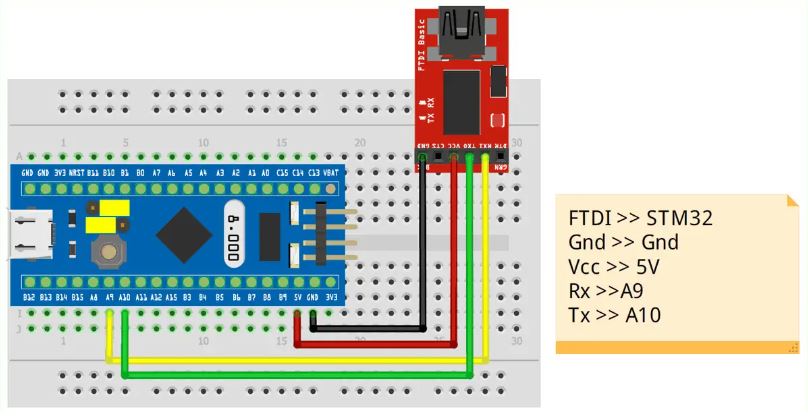 FTDI Basic
TX RX
GND CTS VCC TXO RXI DTR
GRN
1 5 10 15 20 30
A
GND GND 3V3 NRST B11 B10 B1 B0 A7 A6 A5 A4 A3 A2 A1 A0 C15 C14 C13 VBAT
8.000
B12 B13 B14 B15 A8 A9 A10 A11 A12 A15 B3 B4 B5 B6 B7 B8 B9 5V GND 3V3
I
J
1 10 15 20 25 30
FTDI >> STM32
Gnd >> Gnd
Vcc >> 5V
Rx >>A9
Tx >> A10